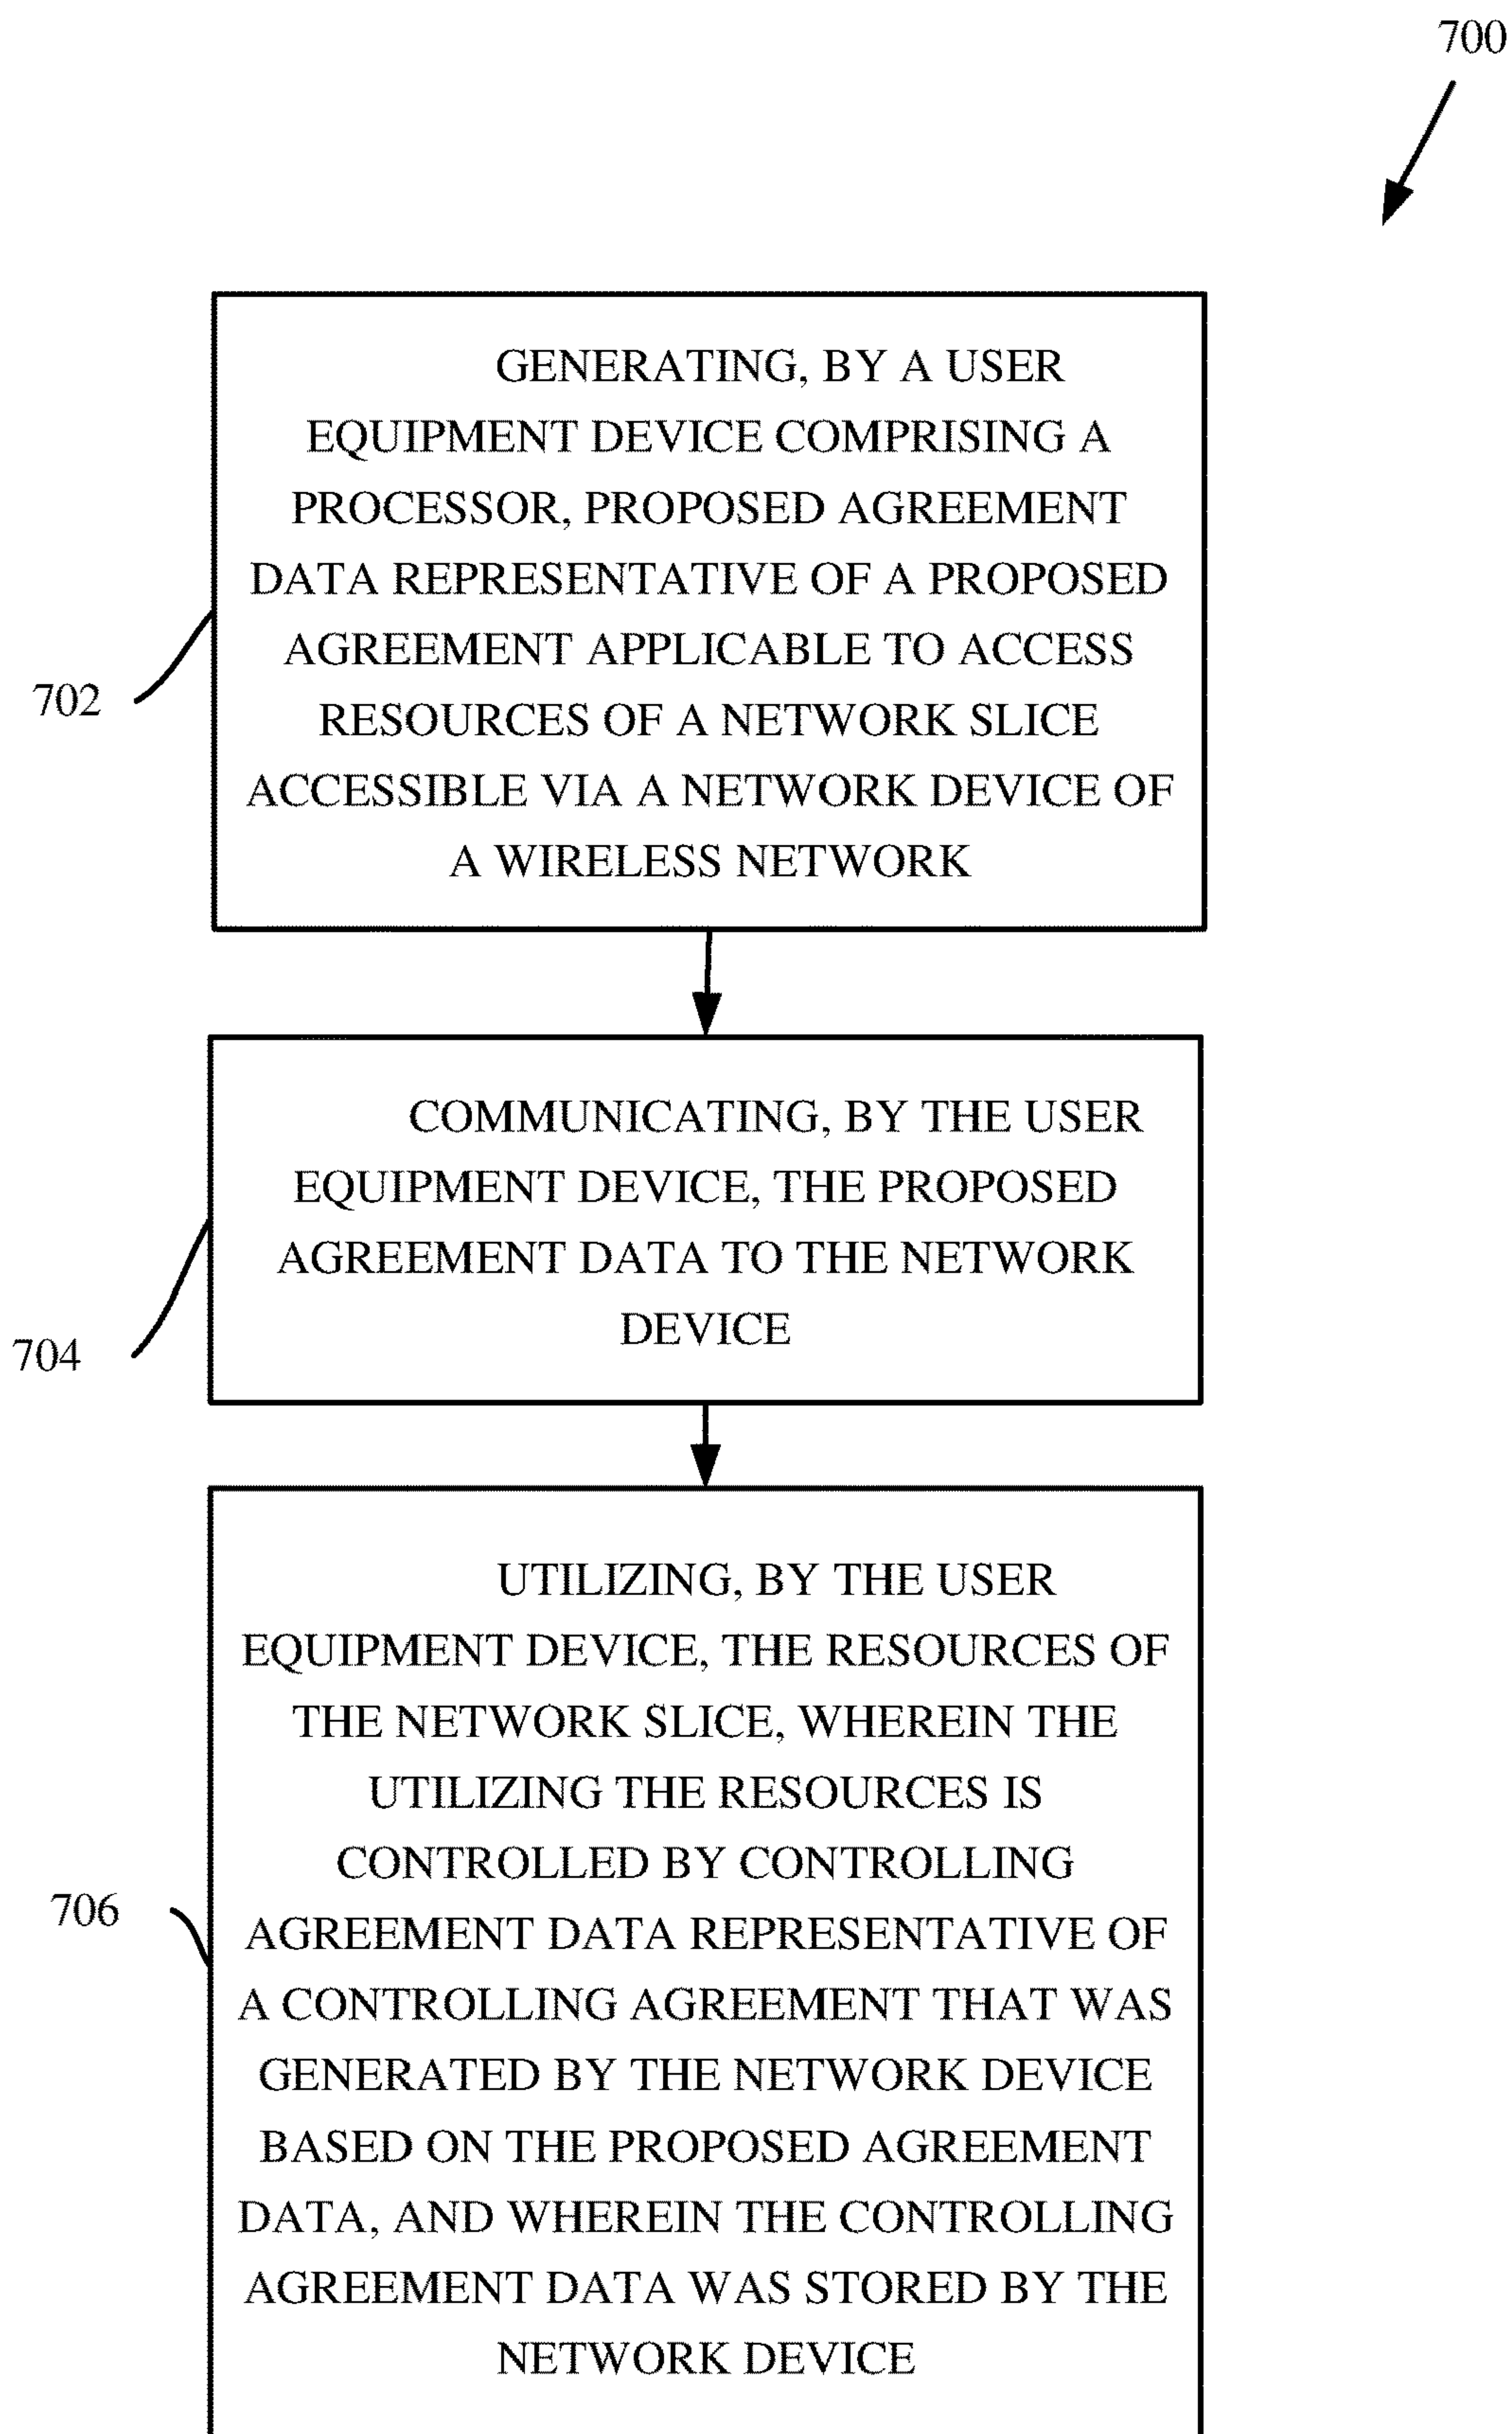 700
GENERATING, BY A USER
EQUIPMENT DEVICE COMPRISING A
PROCESSOR, PROPOSED AGREEMENT
DATA REPRESENTATIVE OF A PROPOSED
AGREEMENT APPLICABLE TO ACCESS
RESOURCES OF A NETWORK SLICE
ACCESSIBLE VIA A NETWORK DEVICE OF
A WIRELESS NETWORK
702
COMMUNICATING, BY THE USER
EQUIPMENT DEVICE, THE PROPOSED
AGREEMENT DATA TO THE NETWORK
DEVICE
704
UTILIZING, BY THE USER
EQUIPMENT DEVICE, THE RESOURCES OF
THE NETWORK SLICE, WHEREIN THE
UTILIZING THE RESOURCES IS
CONTROLLED BY CONTROLLING
AGREEMENT DATA REPRESENTATIVE OF
A CONTROLLING AGREEMENT THAT WAS
GENERATED BY THE NETWORK DEVICE
BASED ON THE PROPOSED AGREEMENT
DATA, AND WHEREIN THE CONTROLLING
AGREEMENT DATA WAS STORED BY THE
NETWORK DEVICE
706